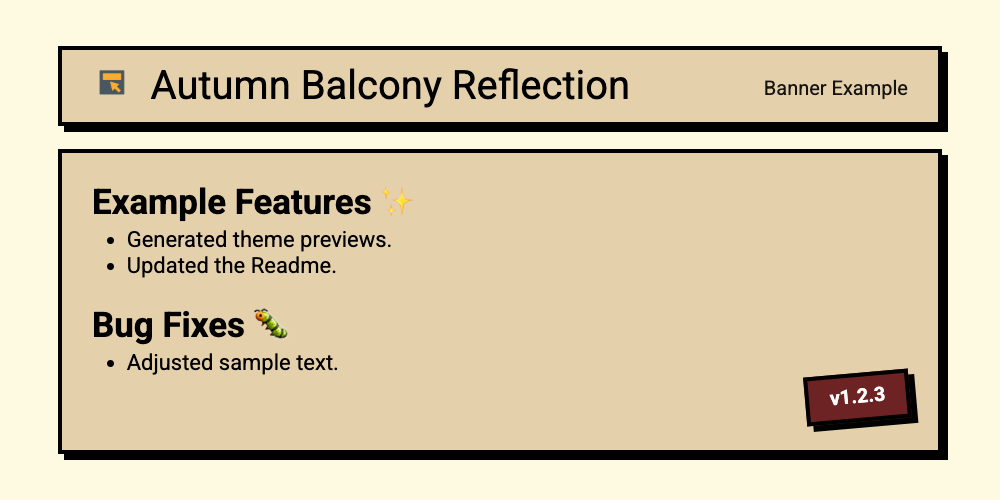 Autumn Balcony Reflection
Banner Example
Example Features ✨
• Generated theme previews.
• Updated the Readme.
Bug Fixes 🐛
• Adjusted sample text.
v1.2.3